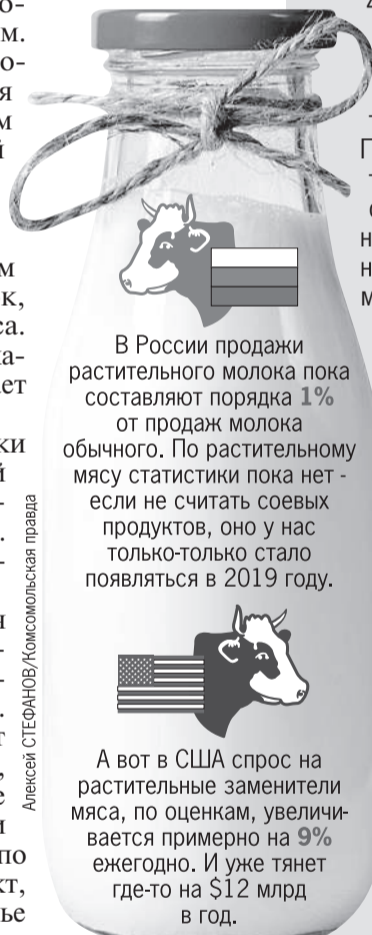 В России продажи
растительного молока пока
составляют порядка 1%
от продаж молока
обычного. По растительному
мясу статистики пока нет -
если не считать соевых
продуктов, оно у нас
только-только стало
появляться в 2019 году.
А вот в США спрос на
растительные заменители
мяса, по оценкам, увеличи-
вается примерно на 9%
ежегодно. И уже тянет
где-то на $12 млрд
в год.
Алексей СТЕФАНОВ/Комсомольская правда